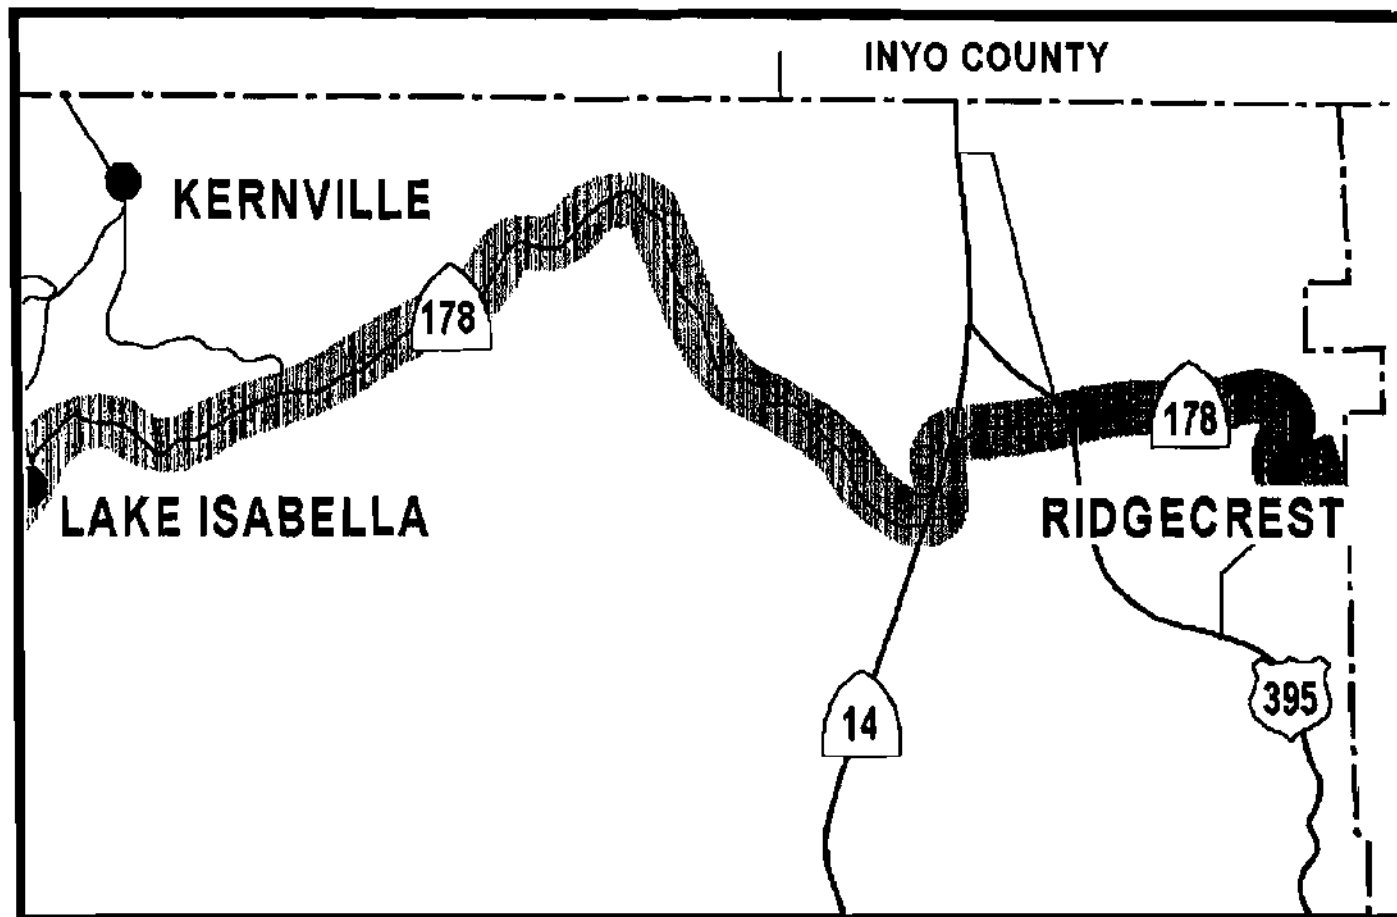 INYO COUNTY
KERNVILLE
178
178
LAKE ISABELLA
RIDGECREST
395
14